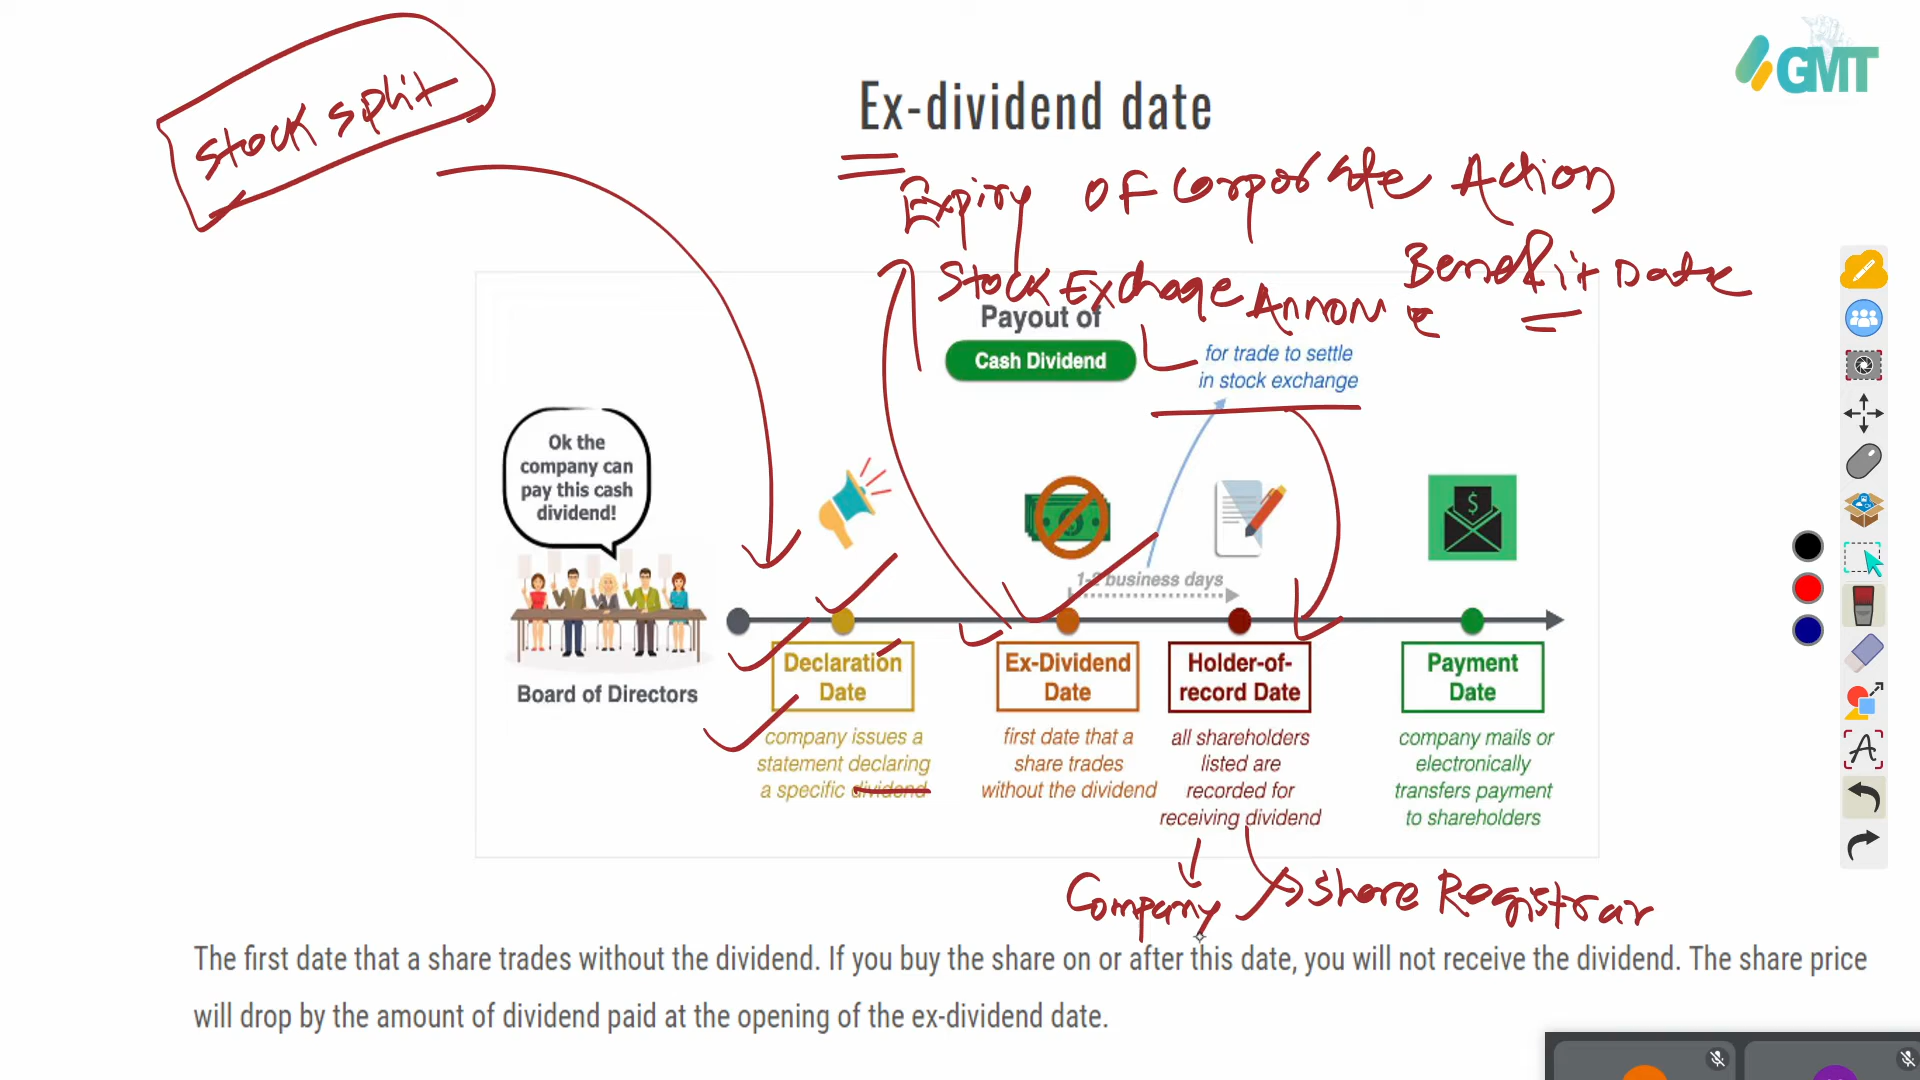 GMT
Stock split
Ex-dividend date
Expiry OF Corporate Action
Benefit Date
Stock Exchage Annon e
Payout of
Cash Dividend
for trade to settle
in stock exchange
Ok the
company can
pay this cash
dividend!
$
1-2 business days
Board of Directors
Declaration
Date
company issues a
statement declaring
a specific dividend
Ex-Dividend
Date
first date that a
share trades
without the dividend
Holder-of-
record Date
all shareholders
listed are
recorded for
receiving dividend
Payment
Date
company mails or
electronically
transfers payment
to shareholders
Company Share Registrar
The first date that a share trades without the dividend. If you buy the share on or after this date, you will not receive the dividend. The share price
will drop by the amount of dividend paid at the opening of the ex-dividend date.